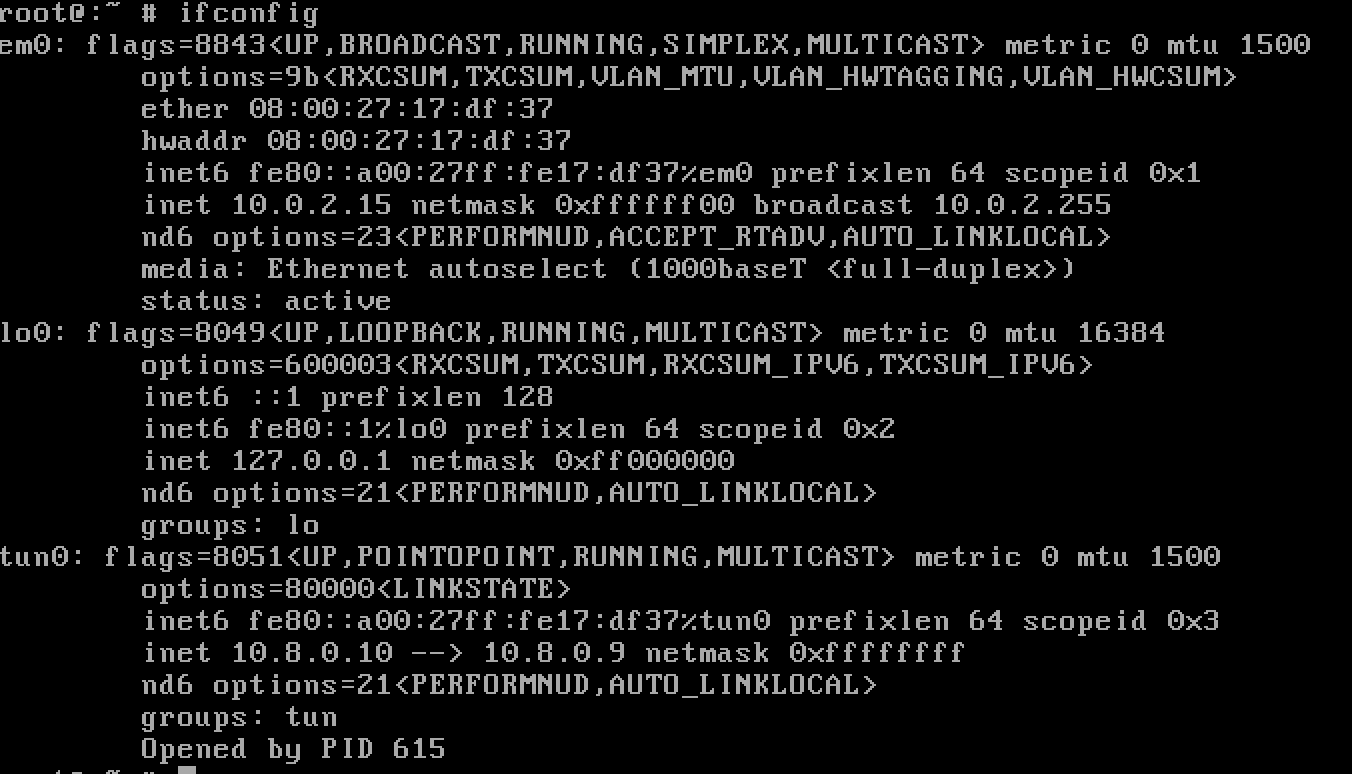 root@:~ # ifconfig
em0: flags=8843<UP,BROADCAST,RUNNING,SIMPLEX,MULTICAST> metric 0 mtu 1500
options=9b<RXCSUM,TXCSUM,VLAN_MTU,VLAN_HWTAGGING,VLAN_HWCSUM>
ether 08:00:27:17:df:37
hwaddr 08:00:27:17:df:37
inet6 fe80::a00:27ff:fe17:df37%em0 prefixlen 64 scopeid 0x1
inet 10.0.2.15 netmask 0xffffff00 broadcast 10.0.2.255
nd6 options=23<PERFORMNUD,ACCEPT_RTADV,AUTO_LINKLOCAL>
media: Ethernet autoselect (1000baseT <full-duplex>)
status: active
lo0: flags=8049<UP,LOOPBACK,RUNNING,MULTICAST> metric 0 mtu 16384
options=600003<RXCSUM,TXCSUM,RXCSUM_IPV6,TXCSUM_IPV6>
inet6 ::1 prefixlen 128
inet6 fe80::1%lo0 prefixlen 64 scopeid 0x2
inet 127.0.0.1 netmask 0xff000000
nd6 options=21<PERFORMNUD,AUTO_LINKLOCAL>
groups: lo
tun0: flags=8051<UP,POINTOPOINT,RUNNING,MULTICAST> metric 0 mtu 1500
options=80000<LINKSTATE>
inet6 fe80::a00:27ff:fe17:df37%tun0 prefixlen 64 scopeid 0x3
inet 10.8.0.10 --> 10.8.0.9 netmask 0xffffffff
nd6 options=21<PERFORMNUD,AUTO_LINKLOCAL>
groups: tun
Opened by PID 615